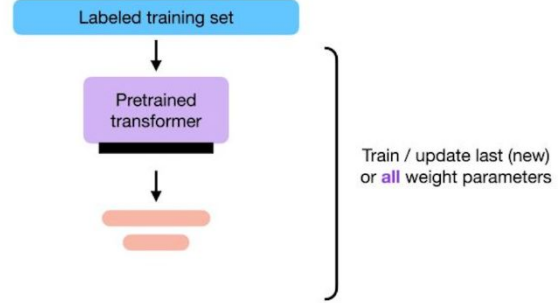 Labeled training set
Pretrained
transformer
Train / update last (new)
or all weight parameters